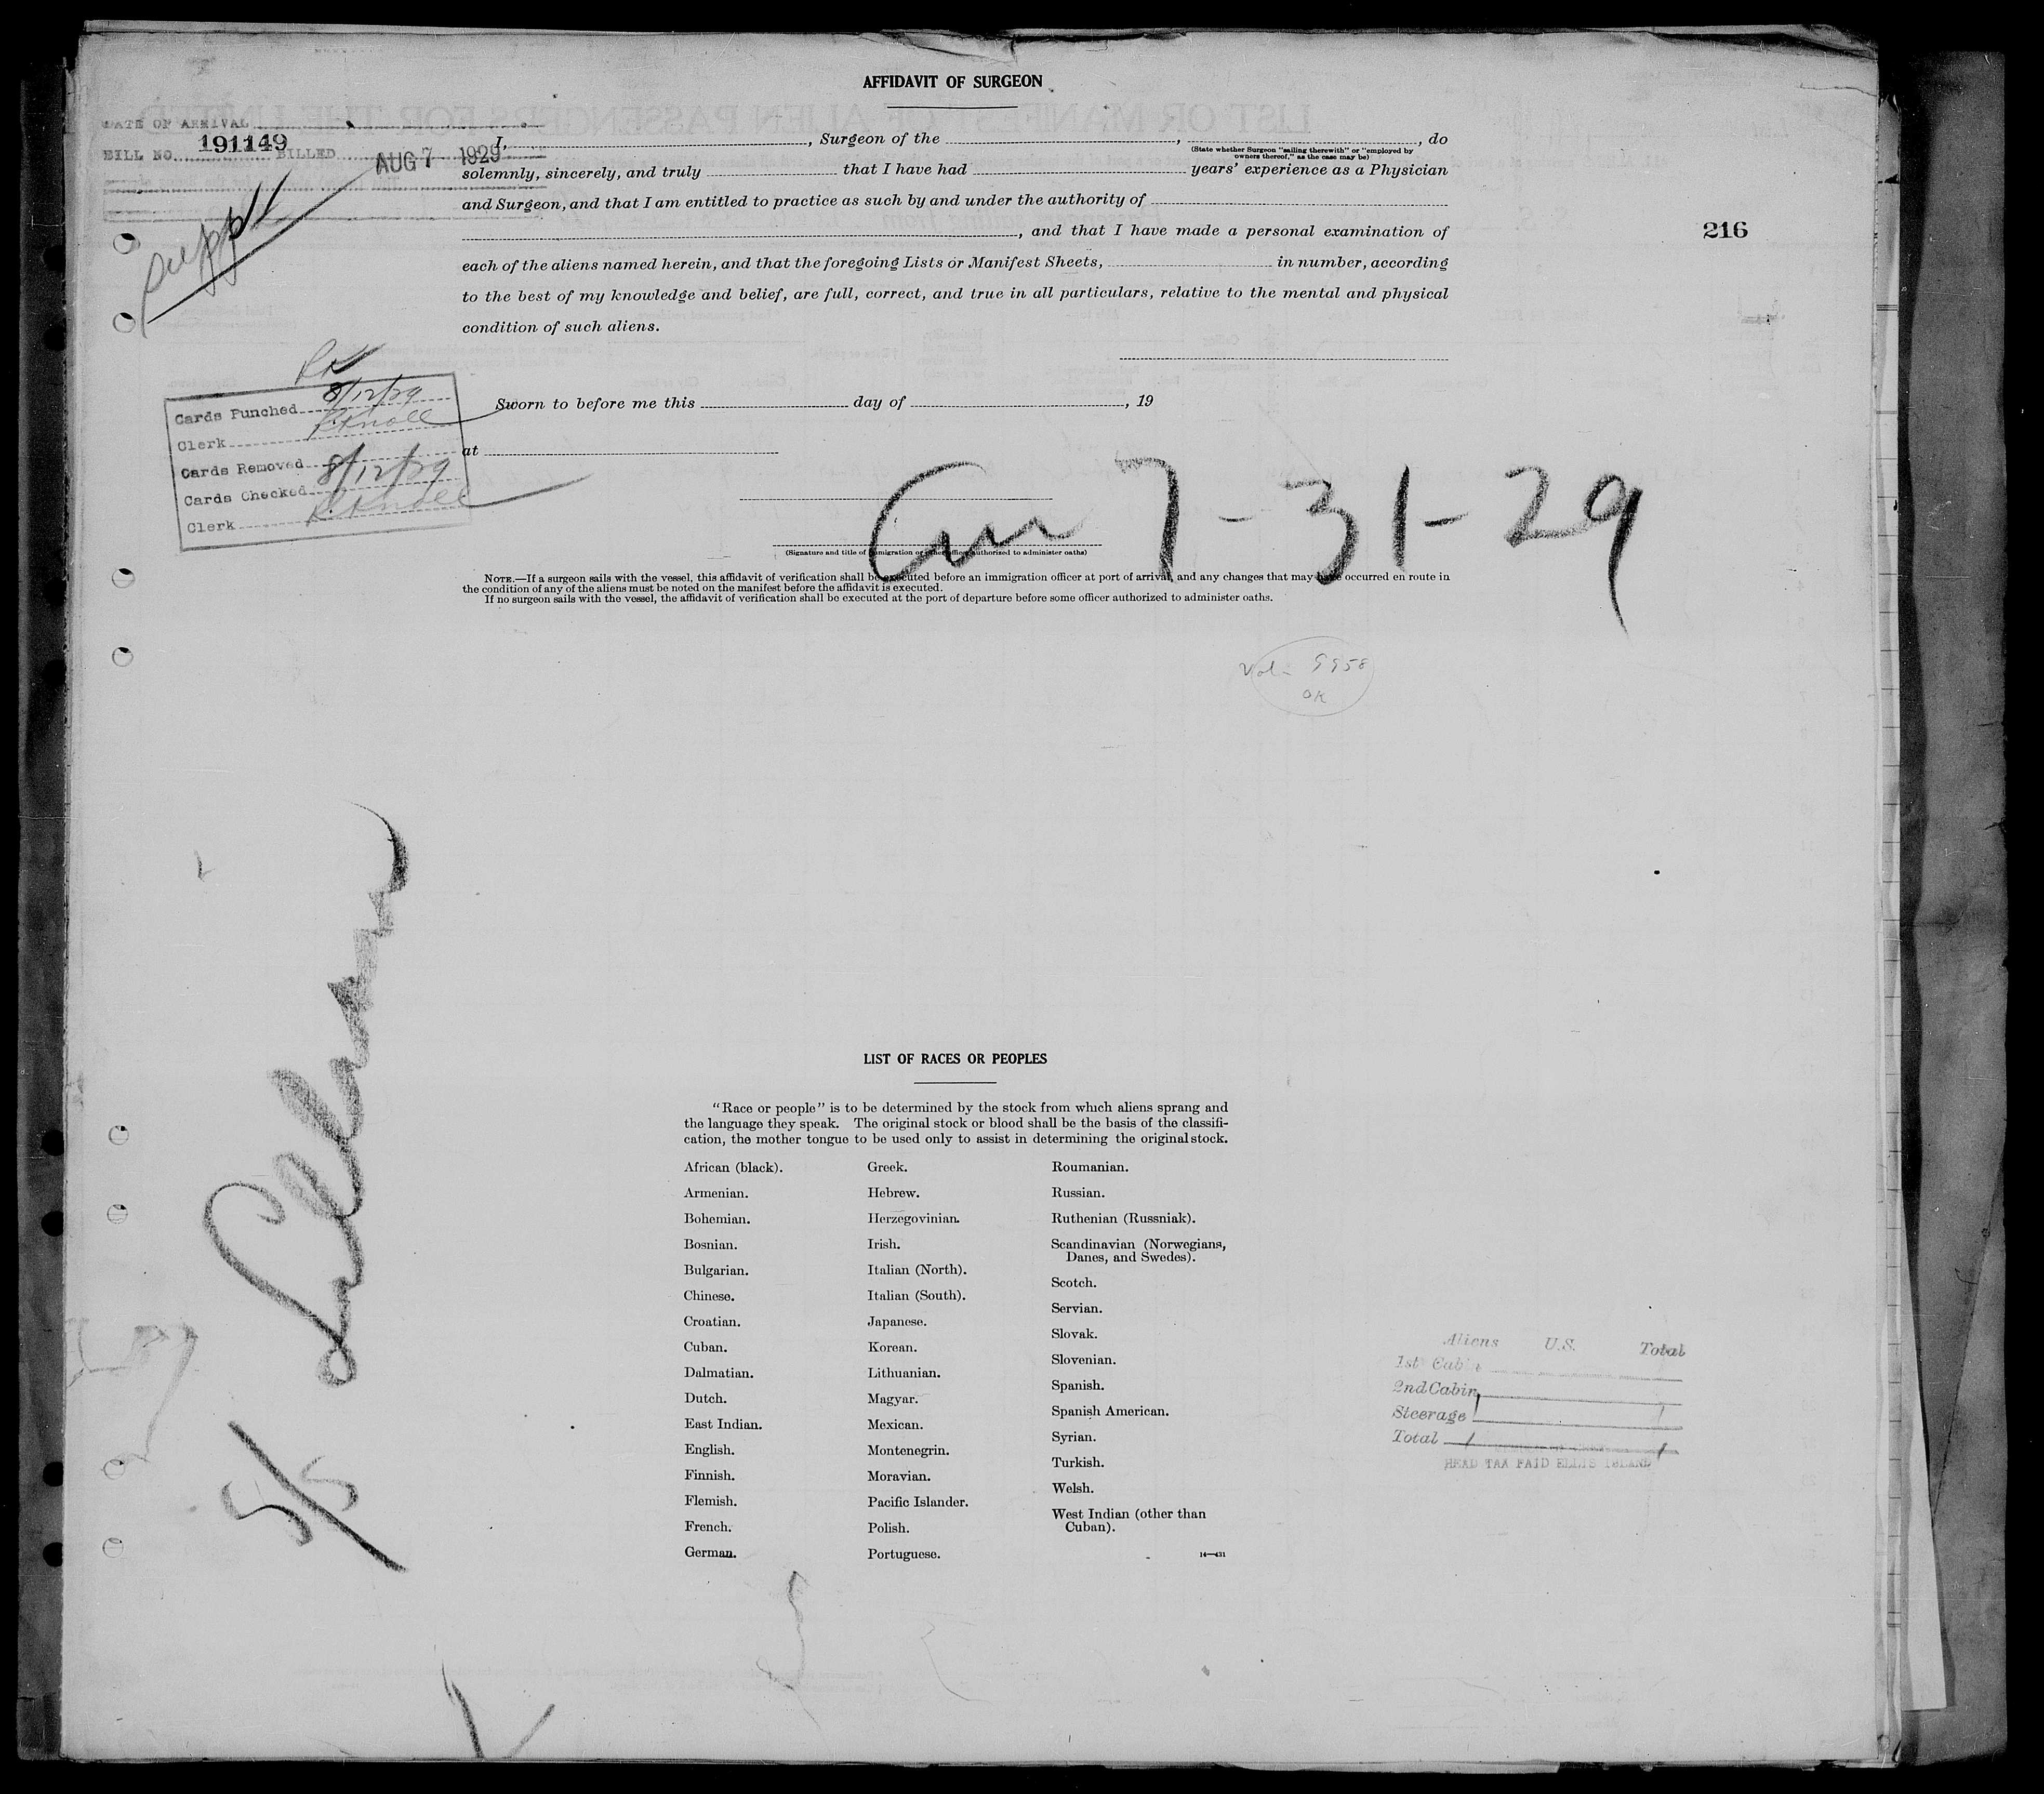 AFFIDAVIT OF SURGEON
DATE OF ARRIVAL
BILL NO. 191149 BILLED AUG 7 1929
Suppl
I, , Surgeon of the , , do
(State whether Surgeon "sailing therewith" or "employed by
owners thereof," as the case may be)
solemnly, sincerely, and truly that I have had years' experience as a Physician
and Surgeon, and that I am entitled to practice as such by and under the authority of
, and that I have made a personal examination of
216
each of the aliens named herein, and that the foregoing Lists or Manifest Sheets, in number, according
to the best of my knowledge and belief, are full, correct, and true in all particulars, relative to the mental and physical
condition of such aliens.
Cards Punched 8/12/29
Clerk
Cards Removed
Cards Checked 8/12/29
Clerk
Sworn to before me this day of , 19
at
7-31-29
(Signature and title of immigration or other officer authorized to administer oaths)
NOTE.—If a surgeon sails with the vessel, this affidavit of verification shall be executed before an immigration officer at port of arrival, and any changes that may have occurred en route in
the condition of any of the aliens must be noted on the manifest before the affidavit is executed.
If no surgeon sails with the vessel, the affidavit of verification shall be executed at the port of departure before some officer authorized to administer oaths.
Vol- 9958
OK
S/S
LIST OF RACES OR PEOPLES
"Race or people" is to be determined by the stock from which aliens sprang and
the language they speak. The original stock or blood shall be the basis of the classifi-
cation, the mother tongue to be used only to assist in determining the original stock.
African (black).
Armenian.
Bohemian.
Bosnian.
Bulgarian.
Chinese.
Croatian.
Cuban.
Dalmatian.
Dutch.
East Indian.
English.
Finnish.
Flemish.
French.
German.
Greek.
Hebrew.
Herzegovinian.
Irish.
Italian (North).
Italian (South).
Japanese.
Korean.
Lithuanian.
Magyar.
Mexican.
Montenegrin.
Moravian.
Pacific Islander.
Polish.
Portuguese.
Roumanian.
Russian.
Ruthenian (Russniak).
Scandinavian (Norwegians,
Danes, and Swedes).
Scotch.
Servian.
Slovak.
Slovenian.
Spanish.
Spanish American.
Syrian.
Turkish.
Welsh.
West Indian (other than
Cuban).
14—431
Aliens U.S. Total
1st Cabin
2nd Cabin
Steerage 1 1
Total 1 1
HEAD TAX PAID ELLIS ISLAND